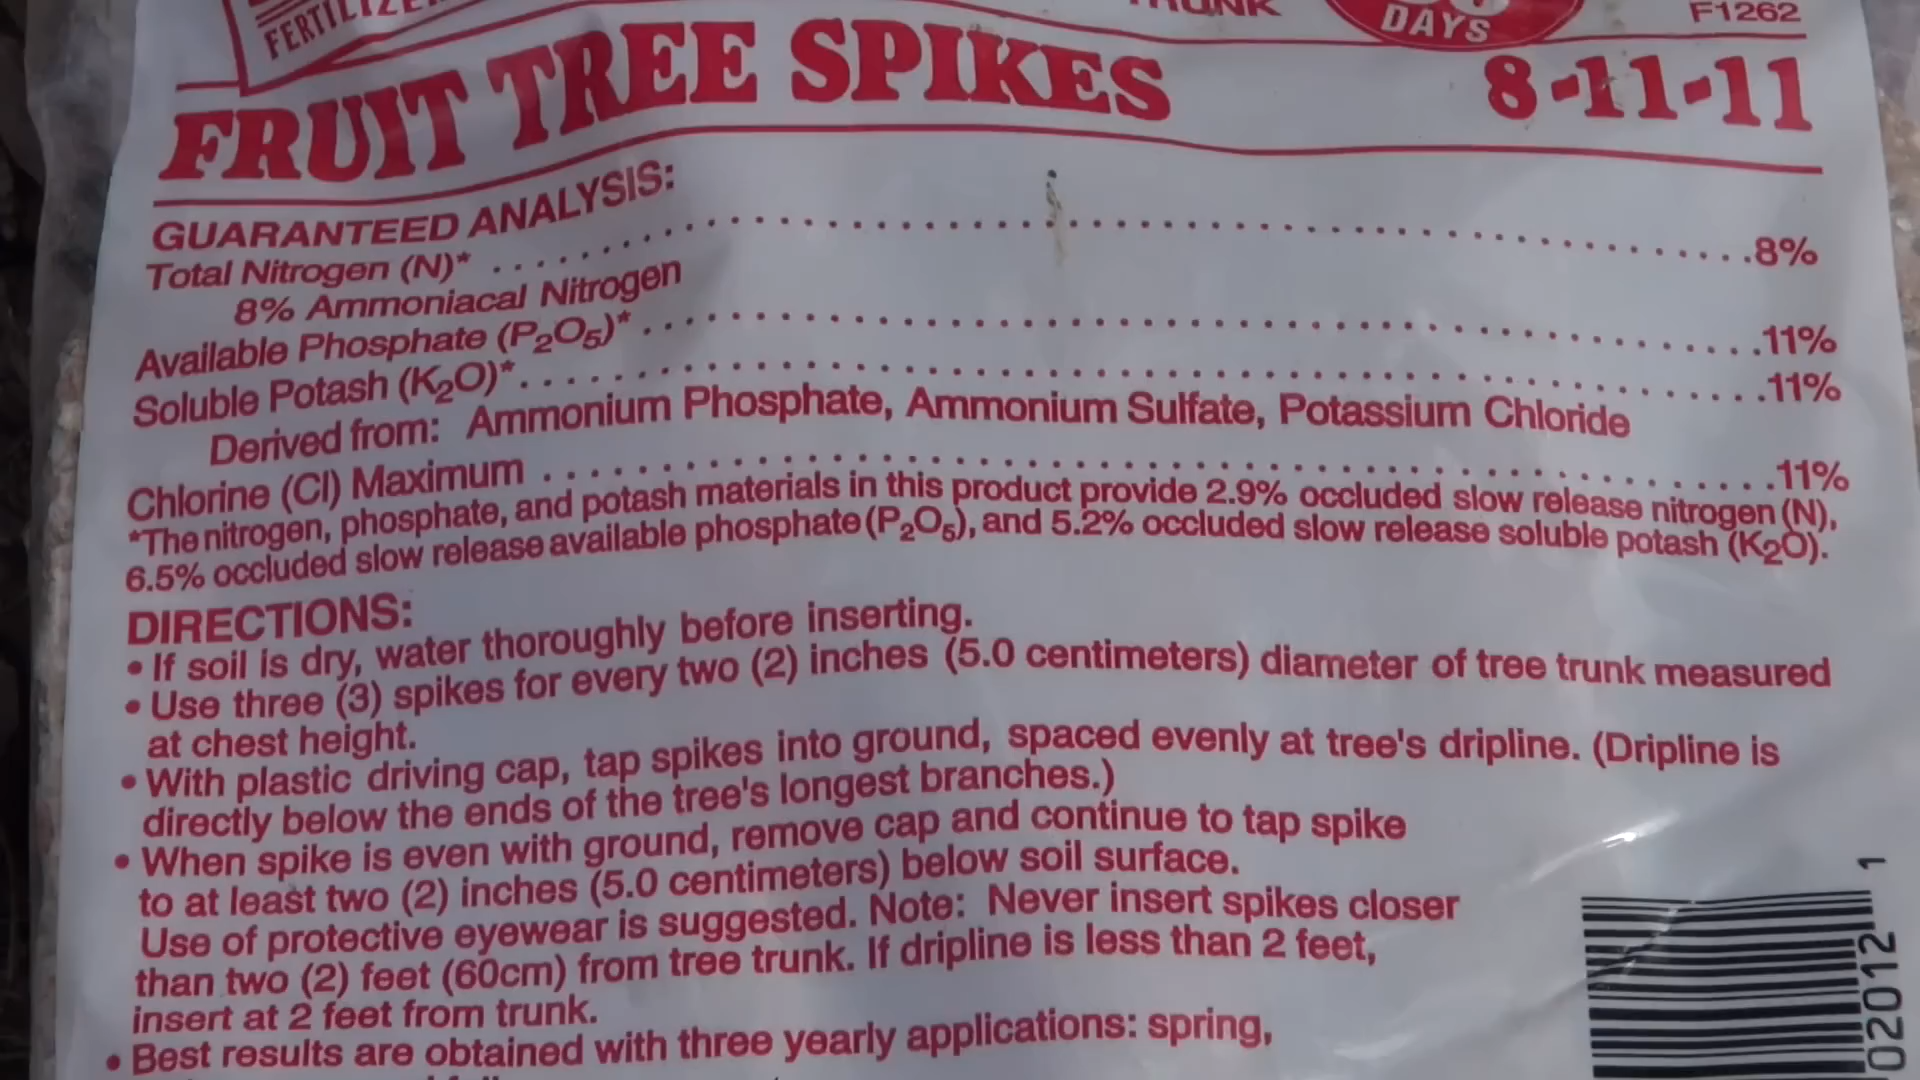 FERTILIZE
DAYS
F1262
FRUIT TREE SPIKES 8-11-11
GUARANTEED ANALYSIS:
Total Nitrogen (N)* 8%
8% Ammoniacal Nitrogen
Available Phosphate (P₂O₅)* 11%
Soluble Potash (K₂O)* 11%
Derived from: Ammonium Phosphate, Ammonium Sulfate, Potassium Chloride
Chlorine (Cl) Maximum 11%
*The nitrogen, phosphate, and potash materials in this product provide 2.9% occluded slow release nitrogen (N),
6.5% occluded slow release available phosphate (P₂O₅), and 5.2% occluded slow release soluble potash (K₂O).
DIRECTIONS:
• If soil is dry, water thoroughly before inserting.
• Use three (3) spikes for every two (2) inches (5.0 centimeters) diameter of tree trunk measured
at chest height.
• With plastic driving cap, tap spikes into ground, spaced evenly at tree's dripline. (Dripline is
directly below the ends of the tree's longest branches.)
• When spike is even with ground, remove cap and continue to tap spike
to at least two (2) inches (5.0 centimeters) below soil surface.
Use of protective eyewear is suggested. Note: Never insert spikes closer
than two (2) feet (60cm) from tree trunk. If dripline is less than 2 feet,
insert at 2 feet from trunk.
• Best results are obtained with three yearly applications: spring,
02012 1